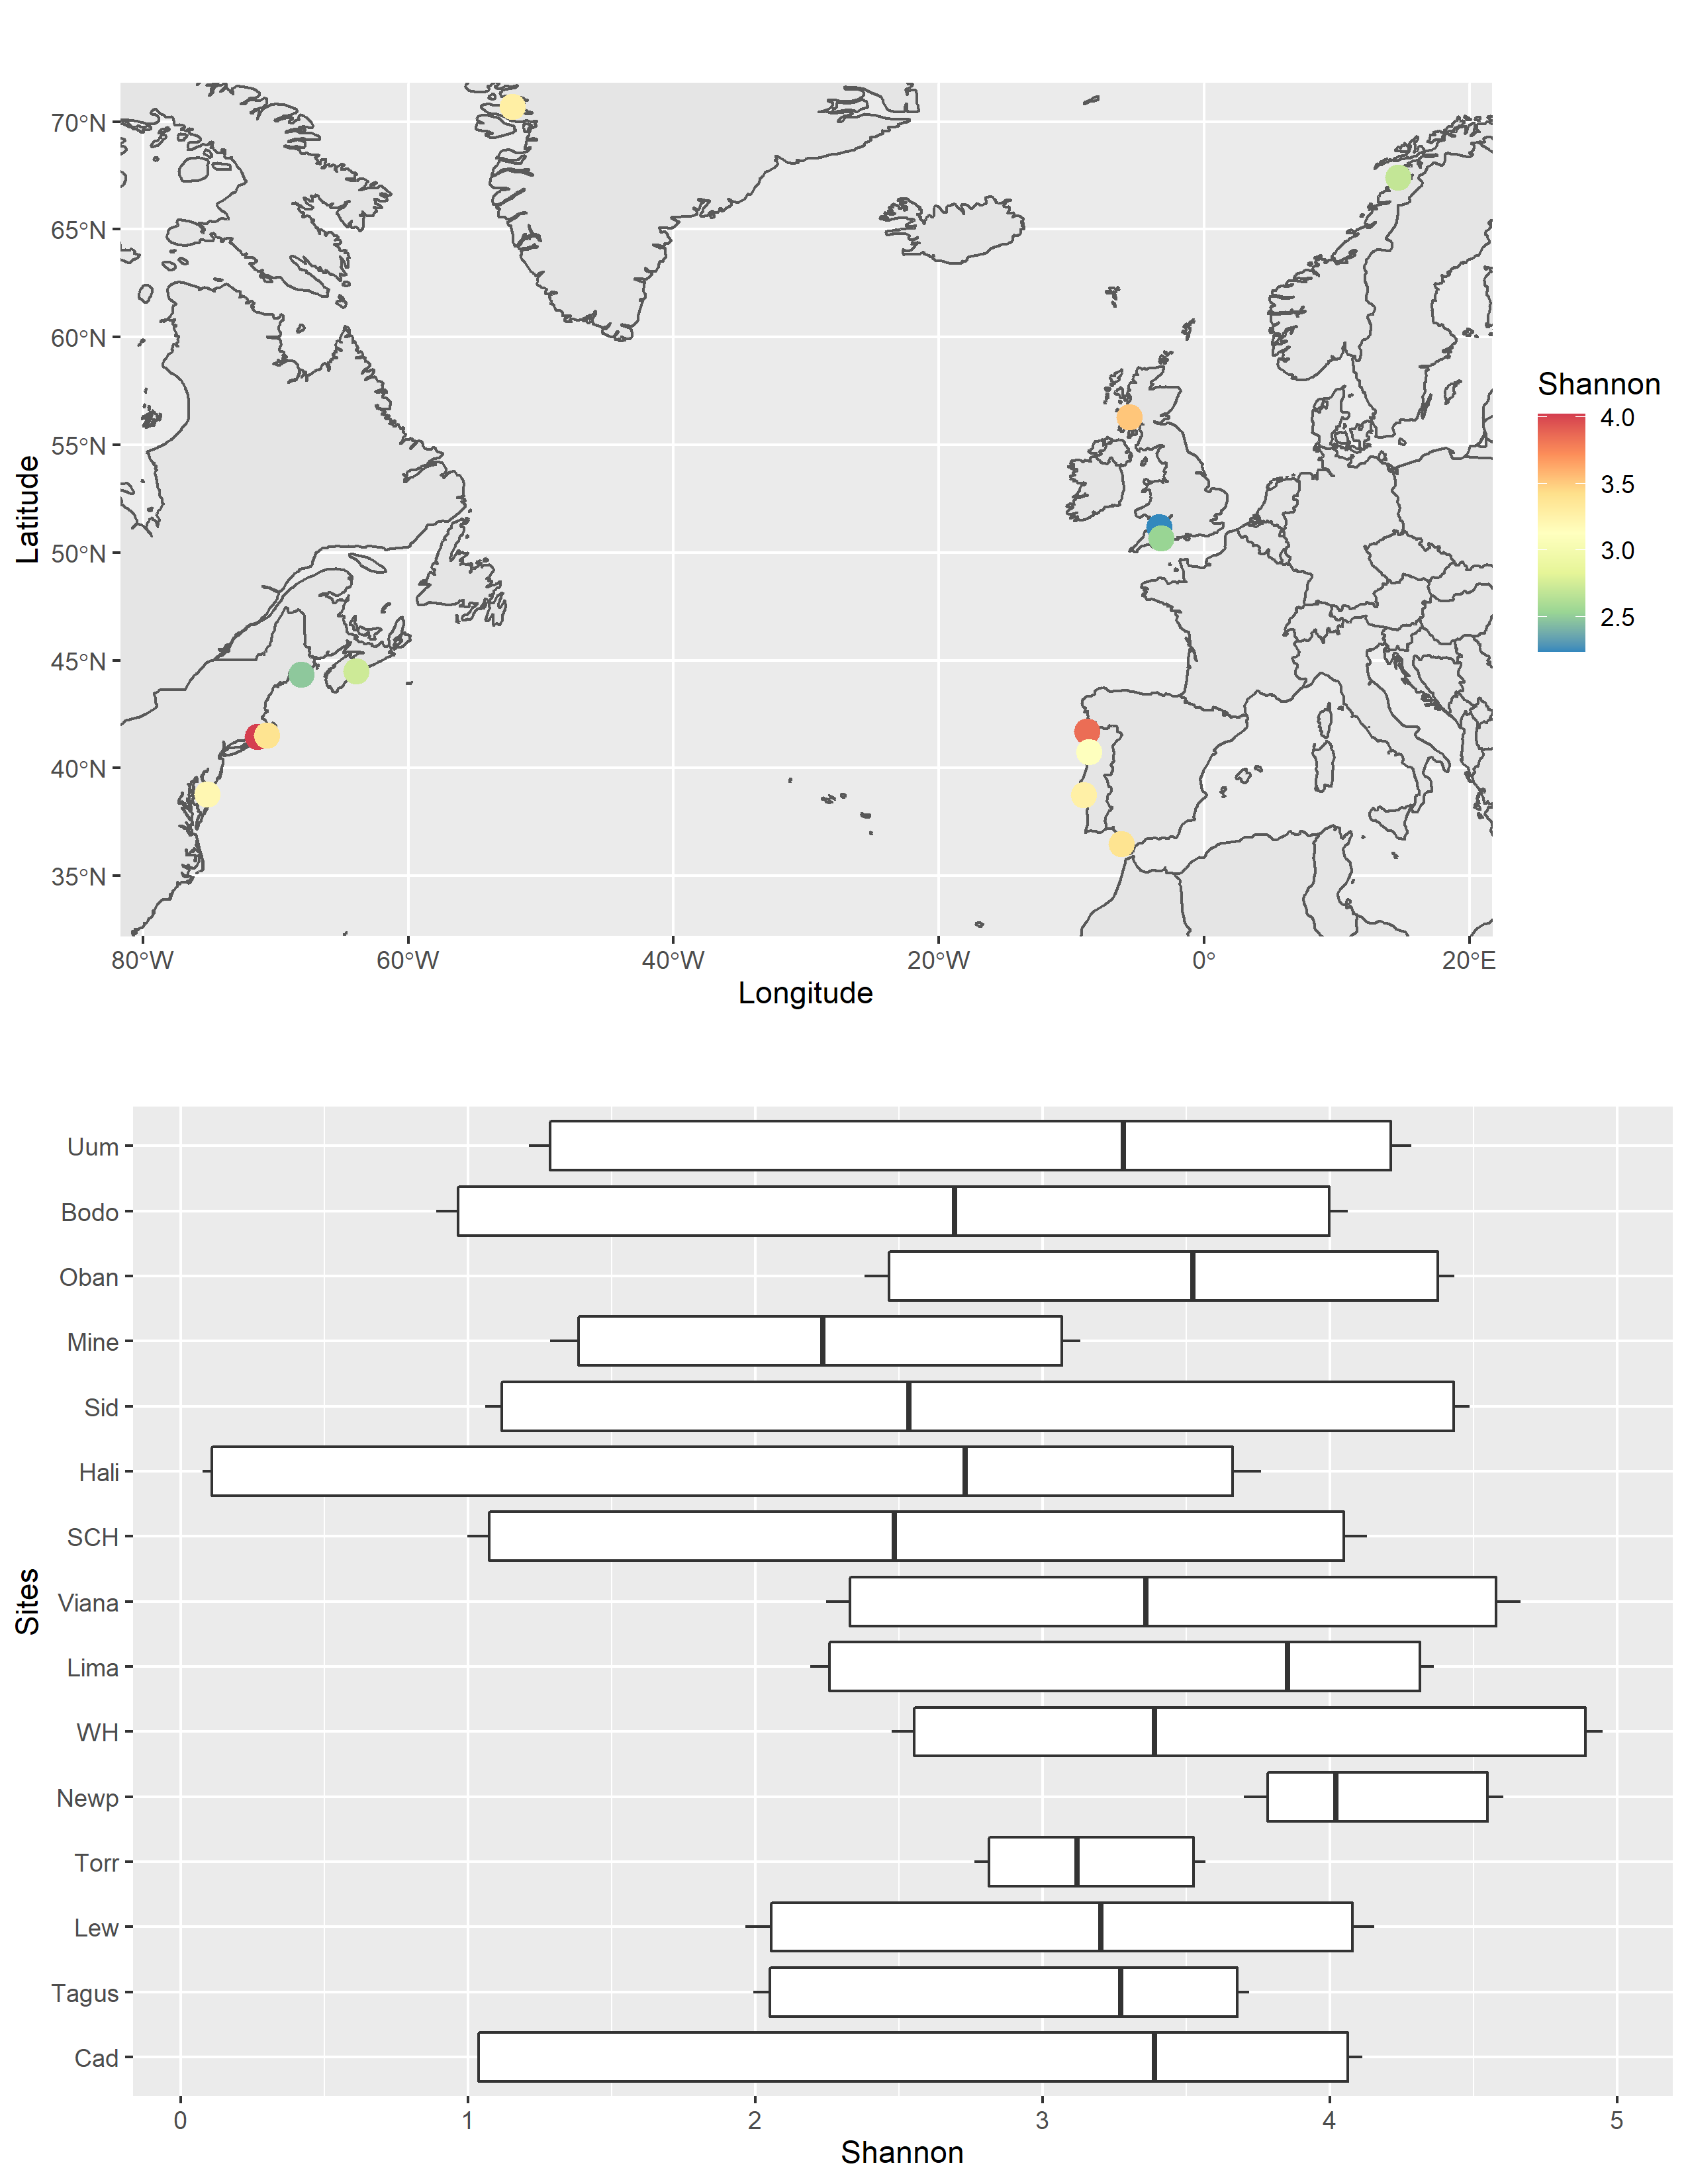 70°N
65°N
60°N
55°N
50°N
45°N
40°N
35°N
Latitude
80°W 60°W 40°W 20°W 0° 20°E
Longitude
Shannon
4.0
3.5
3.0
2.5
Uum
Bodo
Oban
Mine
Sid
Hali
SCH
Viana
Lima
WH
Newp
Torr
Lew
Tagus
Cad
Sites
0 1 2 3 4 5
Shannon